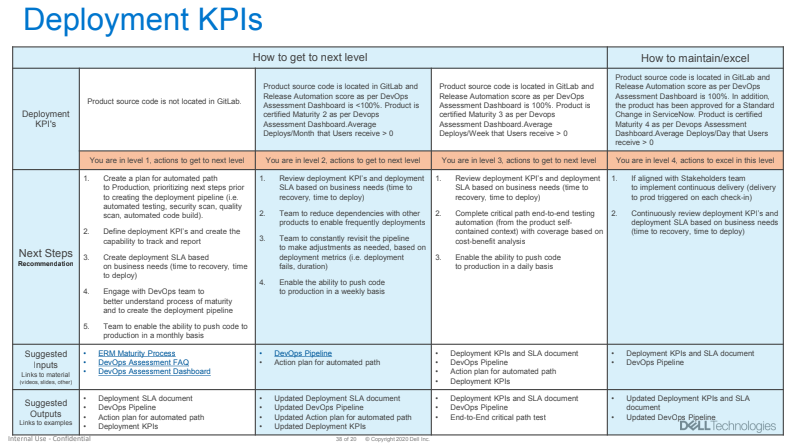 Deployment KPIs
How to get to next level
How to maintain/excel
Deployment
KPI's
Product source code is not located in GitLab.
Product source code is located in GitLab and
Release Automation score as per DevOps
Assessment Dashboard is <100%. Product is
certified Maturity 2 as per Devops
Assessment Dashboard.Average
Deploys/Month that Users receive > 0
Product source code is located in GitLab and
Release Automation score as per DevOps
Assessment Dashboard is 100%. Product is
certified Maturity 3 as per Devops
Assessment Dashboard.Average
Deploys/Week that Users receive > 0
Product source code is located in GitLab and
Release Automation score as per DevOps
Assessment Dashboard is 100%. In addition,
the product has been approved for a Standard
Change in ServiceNow. Product is certified
Maturity 4 as per Devops Assessment
Dashboard.Average Deploys/Day that Users
receive > 0
You are in level 1, actions to get to next level
You are in level 2, actions to get to next level
You are in level 3, actions to get to next level
You are in level 4, actions to excel in this level
Next Steps
Recommendation
1. Create a plan for automated path
to Production, prioritizing next steps prior
to creating the deployment pipeline (i.e.
automated testing, security scan, quality
scan, automated code build).
2. Define deployment KPI's and create the
capability to track and report
3. Create deployment SLA based
on business needs (time to recovery, time
to deploy)
4. Engage with DevOps team to
better understand process of maturity
and to create the deployment pipeline
5. Team to enable the ability to push code to
production in a monthly basis
1. Review deployment KPI's and deployment
SLA based on business needs (time to
recovery, time to deploy)
2. Team to reduce dependencies with other
products to enable frequently deployments
3. Team to constantly revisit the pipeline
to make adjustments as needed, based on
deployment metrics (i.e. deployment
fails, duration)
4. Enable the ability to push code
to production in a weekly basis
1. Review deployment KPI's and deployment
SLA based on business needs (time to
recovery, time to deploy)
2. Complete critical path end-to-end testing
automation (from the product self-
contained context) with coverage based on
cost-benefit analysis
3. Enable the ability to push code
to production in a daily basis
1. If aligned with Stakeholders team
to implement continuous delivery (delivery
to prod triggered on each check-in)
2. Continuously review deployment KPI's and
deployment SLA based on business needs
(time to recovery, time to deploy)
Suggested
Inputs
Links to material
(videos, slides, other)
• ERM Maturity Process
• DevOps Assessment FAQ
• DevOps Assessment Dashboard
• DevOps Pipeline
• Action plan for automated path
• Deployment KPIs and SLA document
• DevOps Pipeline
• Action plan for automated path
• Deployment KPIs
• Deployment KPIs and SLA document
• DevOps Pipeline
Suggested
Outputs
Links to examples
• Deployment SLA document
• DevOps Pipeline
• Action plan for automated path
• Deployment KPIs
• Updated Deployment SLA document
• Updated DevOps Pipeline
• Updated Action plan for automated path
• Updated Deployment KPIs
• Deployment KPIs and SLA document
• DevOps Pipeline
• End-to-End critical path test
• Updated Deployment KPIs and SLA
document
• Updated DevOps Pipeline
DELLTechnologies
Internal Use - Confidential
38 of 20
© Copyright 2020 Dell Inc.